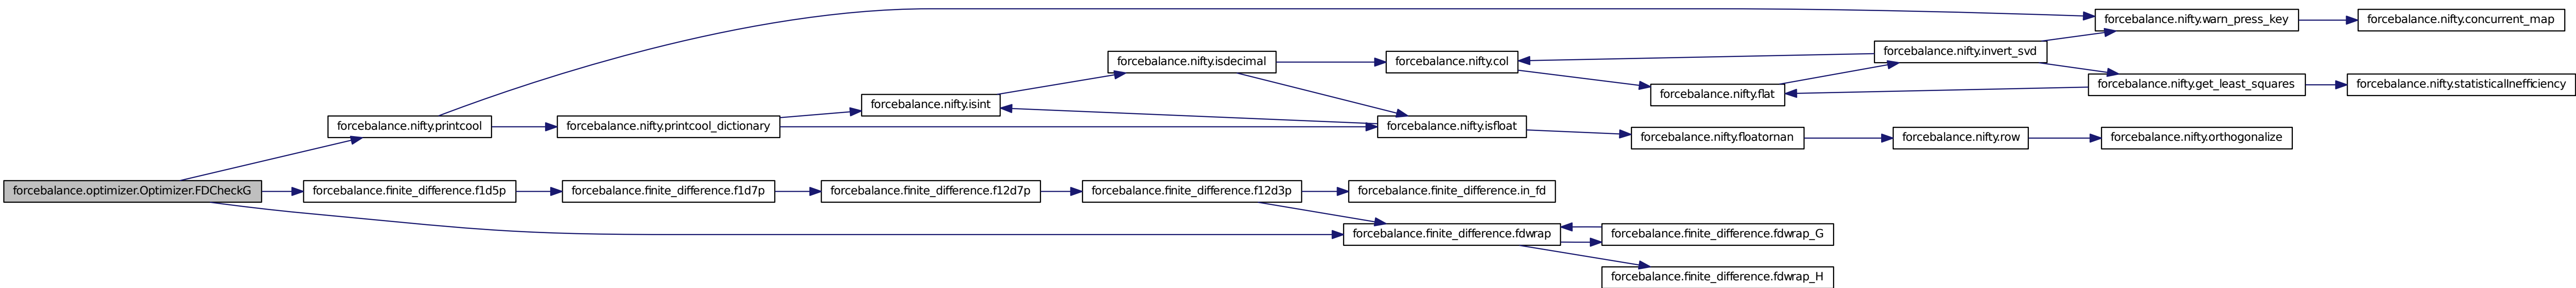 forcebalance.nifty.warn_press_key
forcebalance.nifty.concurrent_map
forcebalance.nifty.invert_svd
forcebalance.nifty.isdecimal
forcebalance.nifty.col
forcebalance.nifty.get_least_squares
forcebalance.nifty.statisticalInefficiency
forcebalance.nifty.flat
forcebalance.nifty.isint
forcebalance.nifty.printcool
forcebalance.nifty.printcool_dictionary
forcebalance.nifty.isfloat
forcebalance.nifty.floatornan
forcebalance.nifty.row
forcebalance.nifty.orthogonalize
forcebalance.optimizer.Optimizer.FDCheckG
forcebalance.finite_difference.f1d5p
forcebalance.finite_difference.f1d7p
forcebalance.finite_difference.f12d7p
forcebalance.finite_difference.f12d3p
forcebalance.finite_difference.in_fd
forcebalance.finite_difference.fdwrap
forcebalance.finite_difference.fdwrap_G
forcebalance.finite_difference.fdwrap_H